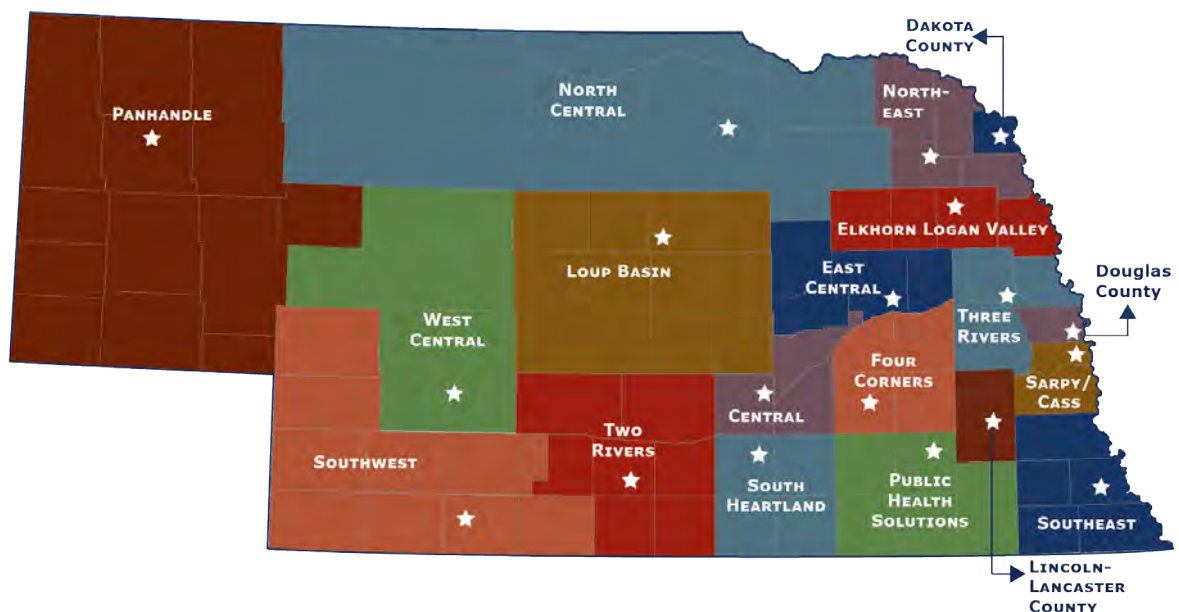 DAKOTA
COUNTY
PANHANDLE
NORTH
CENTRAL
NORTH-
EAST
ELKHORN LOGAN VALLEY
LOUP BASIN
EAST
CENTRAL
Douglas
County
WEST
CENTRAL
THREE
RIVERS
FOUR
CORNERS
SARPY/
CASS
CENTRAL
TWO
RIVERS
SOUTHWEST
SOUTH
HEARTLAND
PUBLIC
HEALTH
SOLUTIONS
SOUTHEAST
LINCOLN-
LANCASTER
COUNTY